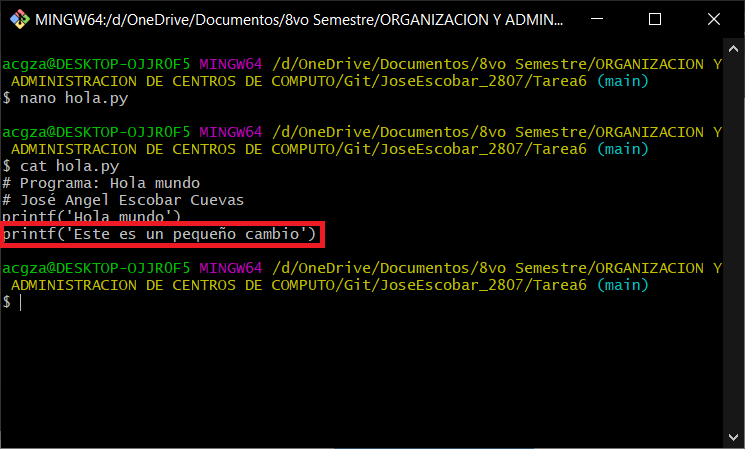 MINGW64:/d/OneDrive/Documentos/8vo Semestre/ORGANIZACION Y ADMIN...
acgza@DESKTOP-OJJR0F5 MINGW64 /d/OneDrive/Documentos/8vo Semestre/ORGANIZACION Y
ADMINISTRACION DE CENTROS DE COMPUTO/Git/JoseEscobar_2807/Tarea6 (main)
$ nano hola.py
acgza@DESKTOP-OJJR0F5 MINGW64 /d/OneDrive/Documentos/8vo Semestre/ORGANIZACION Y
ADMINISTRACION DE CENTROS DE COMPUTO/Git/JoseEscobar_2807/Tarea6 (main)
$ cat hola.py
# Programa: Hola mundo
# José Angel Escobar Cuevas
printf('Hola mundo')
printf('Este es un pequeño cambio')
acgza@DESKTOP-OJJR0F5 MINGW64 /d/OneDrive/Documentos/8vo Semestre/ORGANIZACION Y
ADMINISTRACION DE CENTROS DE COMPUTO/Git/JoseEscobar_2807/Tarea6 (main)
$